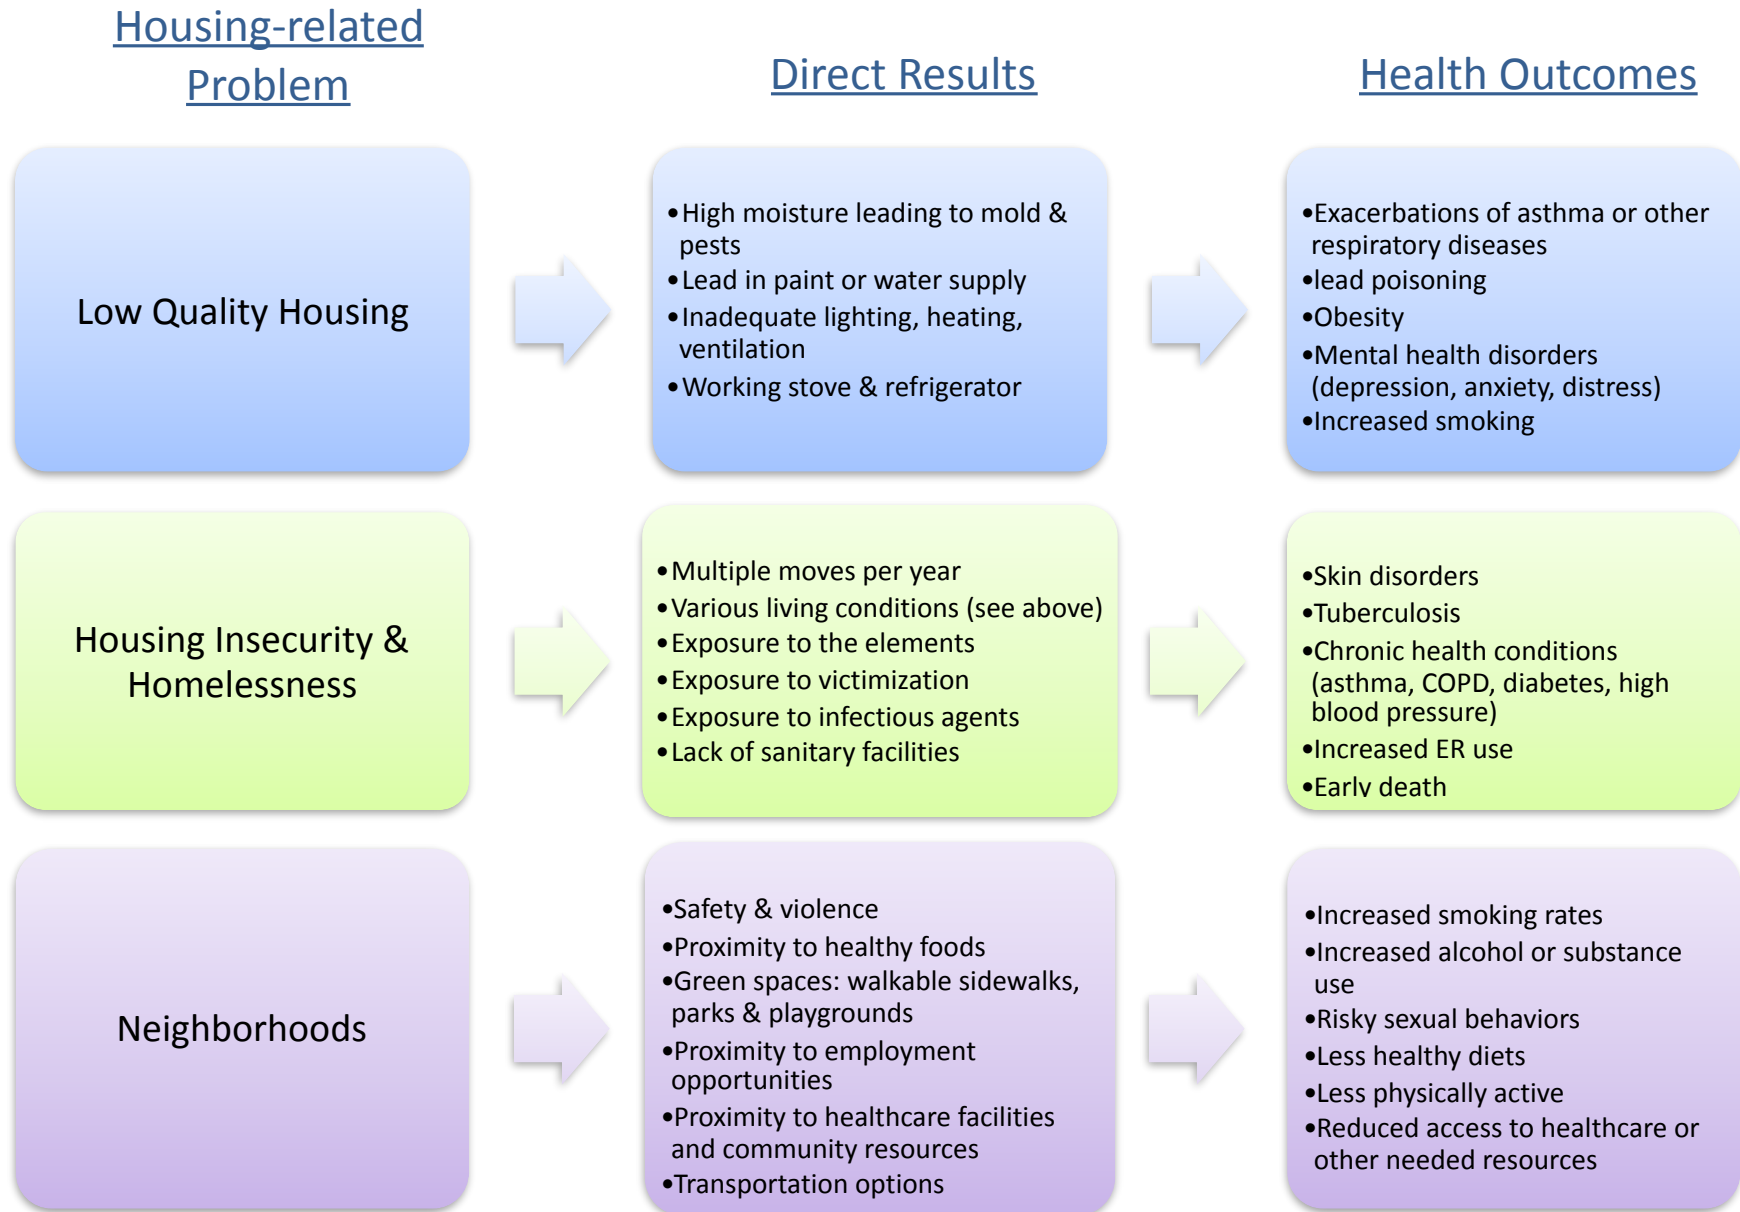 Housing-related
Problem
Direct Results
Health Outcomes
Low Quality Housing
•High moisture leading to mold &
pests
•Lead in paint or water supply
•Inadequate lighting, heating,
ventilation
•Working stove & refrigerator
•Exacerbations of asthma or other
respiratory diseases
•lead poisoning
•Obesity
•Mental health disorders
(depression, anxiety, distress)
•Increased smoking
Housing Insecurity &
Homelessness
•Multiple moves per year
•Various living conditions (see above)
•Exposure to the elements
•Exposure to victimization
•Exposure to infectious agents
•Lack of sanitary facilities
•Skin disorders
•Tuberculosis
•Chronic health conditions
(asthma, COPD, diabetes, high
blood pressure)
•Increased ER use
•Early death
Neighborhoods
•Safety & violence
•Proximity to healthy foods
•Green spaces: walkable sidewalks,
parks & playgrounds
•Proximity to employment
opportunities
•Proximity to healthcare facilities
and community resources
•Transportation options
•Increased smoking rates
•Increased alcohol or substance
use
•Risky sexual behaviors
•Less healthy diets
•Less physically active
•Reduced access to healthcare or
other needed resources